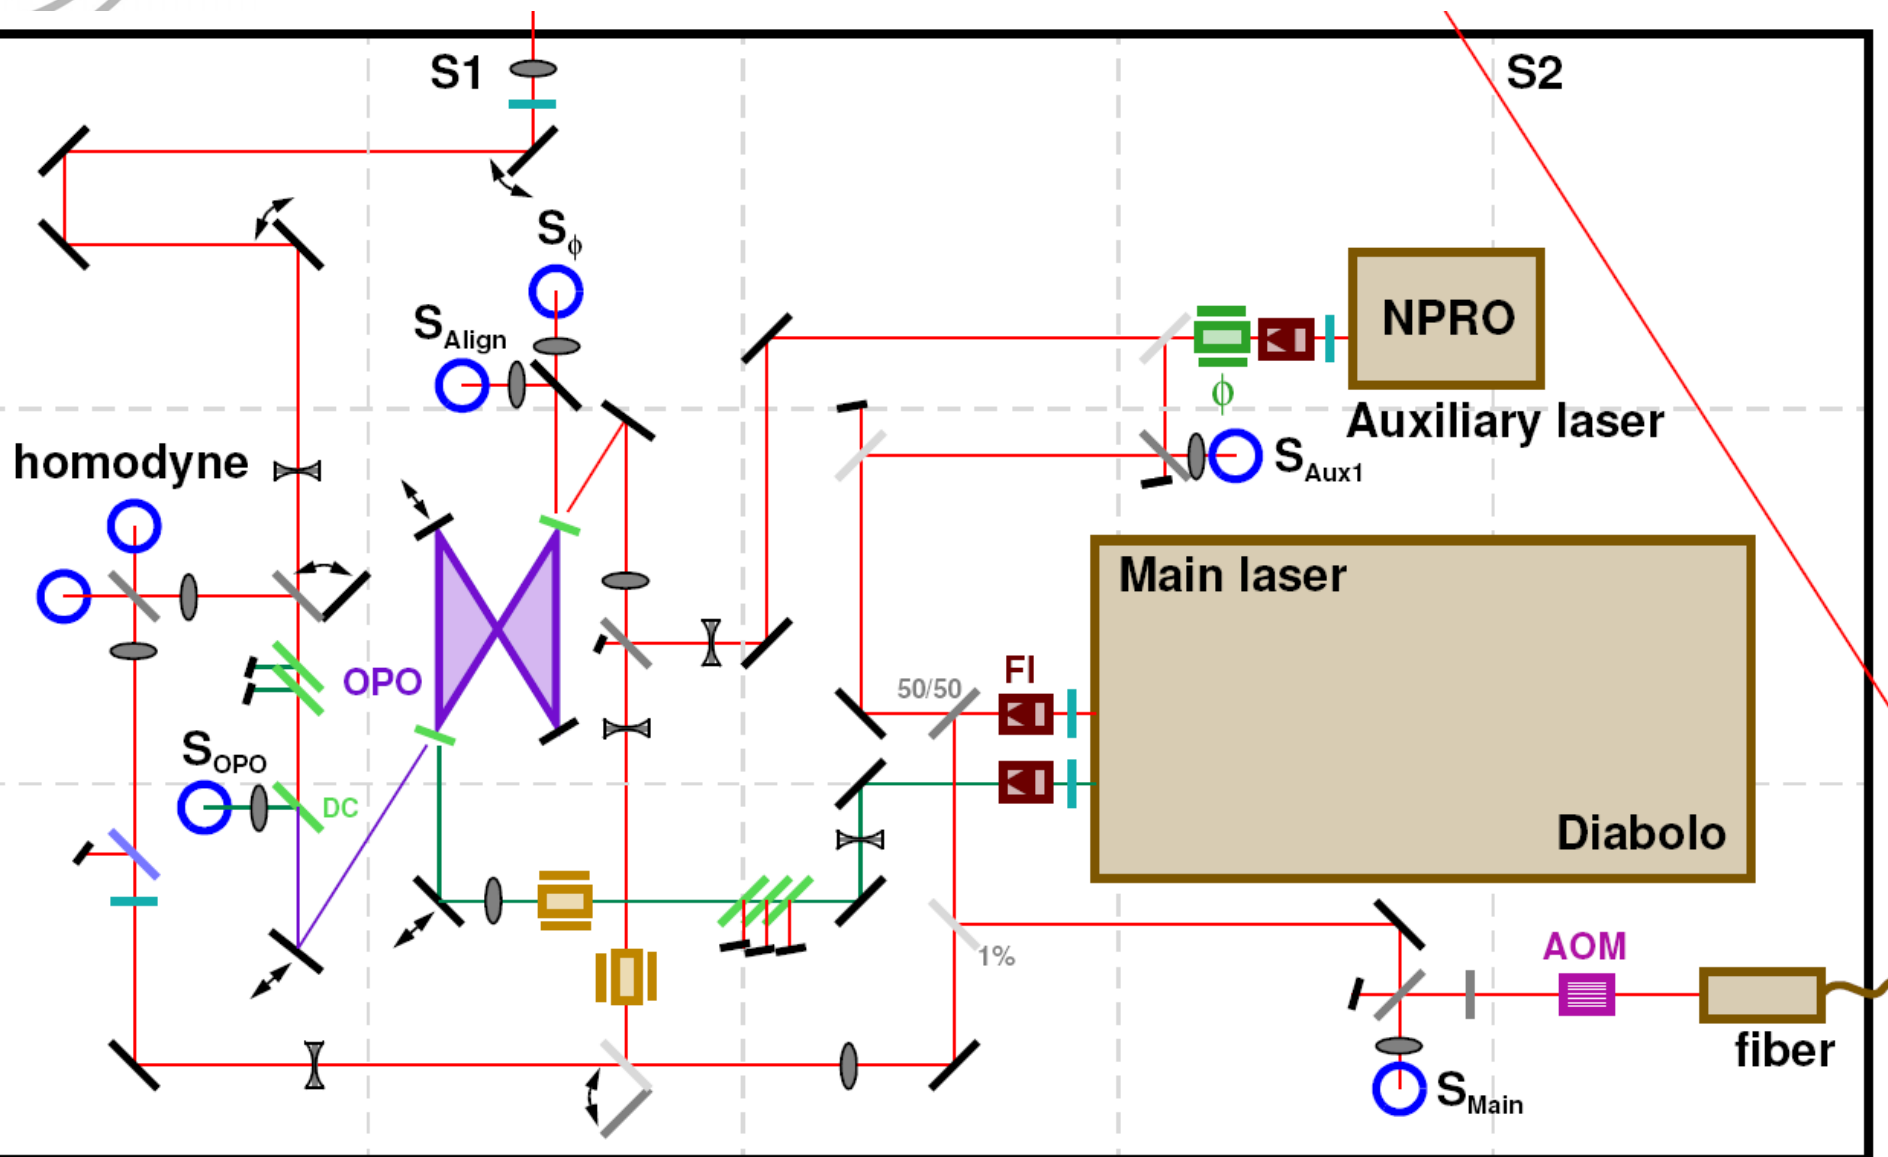 S1
S2
Sϕ
SAlign
NPRO
ϕ
Auxiliary laser
homodyne
SAux1
Main laser
FI
OPO
50/50
SOPO
DC
Diabolo
1%
AOM
fiber
SMain